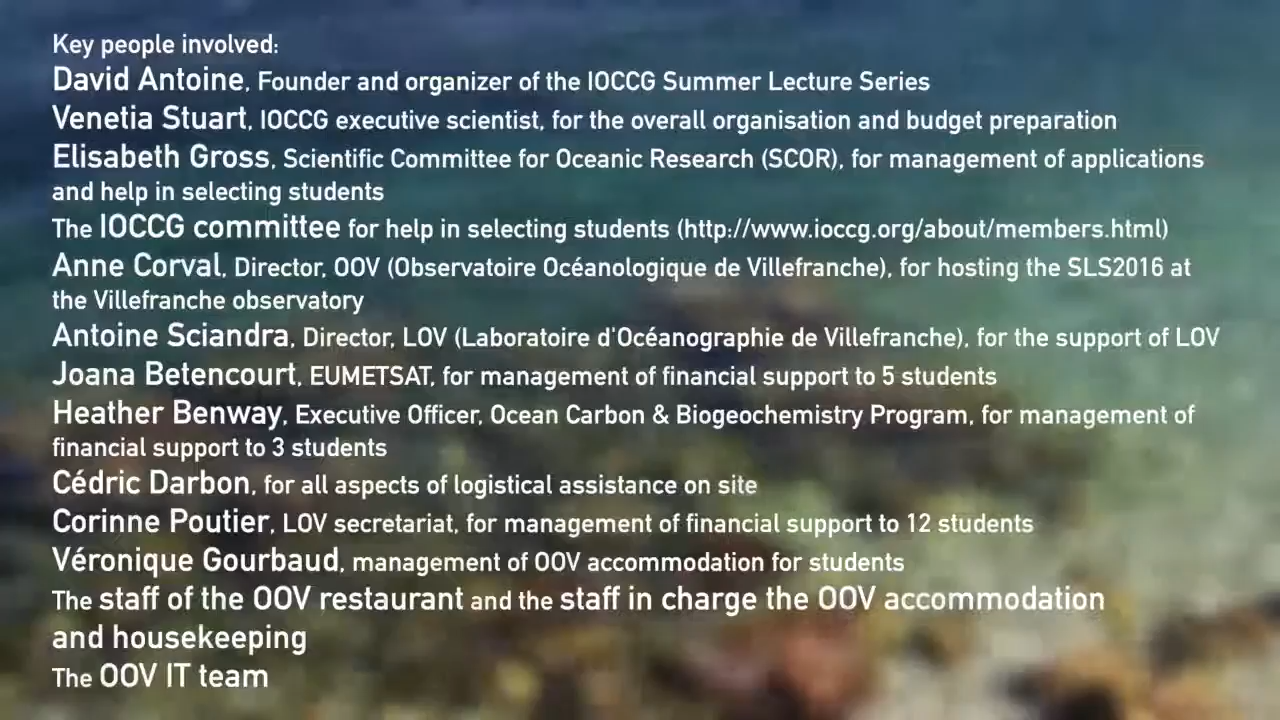 Key people involved:
David Antoine, Founder and organizer of the IOCCG Summer Lecture Series
Venetia Stuart, IOCCG executive scientist, for the overall organisation and budget preparation
Elisabeth Gross, Scientific Committee for Oceanic Research (SCOR), for management of applications
and help in selecting students
The IOCCG committee for help in selecting students (http://www.ioccg.org/about/members.html)
Anne Corval, Director, OOV (Observatoire Océanologique de Villefranche), for hosting the SLS2016 at
the Villefranche observatory
Antoine Sciandra, Director, LOV (Laboratoire d'Océanographie de Villefranche), for the support of LOV
Joana Betencourt, EUMETSAT, for management of financial support to 5 students
Heather Benway, Executive Officer, Ocean Carbon & Biogeochemistry Program, for management of
financial support to 3 students
Cédric Darbon, for all aspects of logistical assistance on site
Corinne Poutier, LOV secretariat, for management of financial support to 12 students
Véronique Gourbaud, management of OOV accommodation for students
The staff of the OOV restaurant and the staff in charge the OOV accommodation
and housekeeping
The OOV IT team